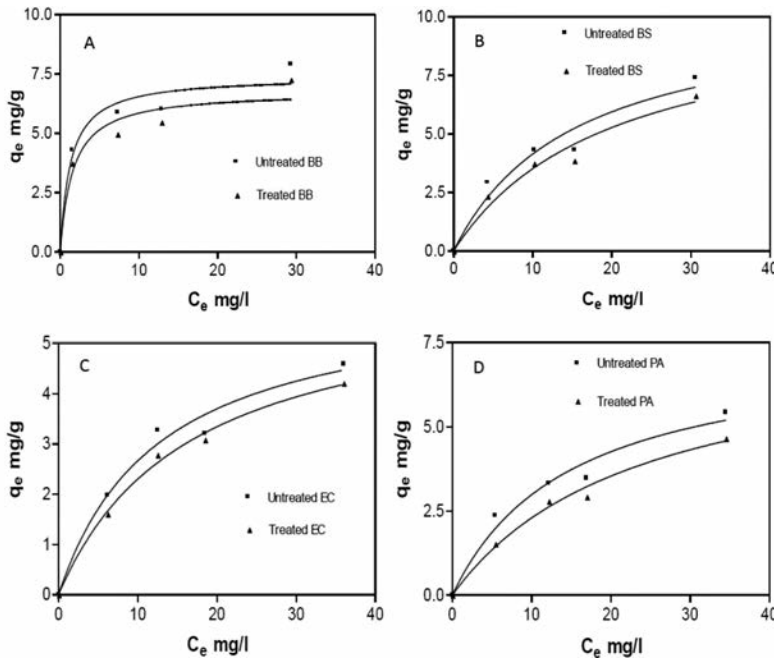 A
10.0
7.5
5.0
2.5
0.0
qe mg/g
Untreated BB
Treated BB
0 10 20 30 40
Ce mg/l
B
10.0
7.5
5.0
2.5
0.0
qe mg/g
Untreated BS
Treated BS
0 10 20 30 40
Ce mg/l
C
5
4
3
2
1
0
qe mg/g
Untreated EC
Treated EC
0 10 20 30 40
Ce mg/l
D
7.5
5.0
2.5
0.0
qe mg/g
Untreated PA
Treated PA
0 10 20 30 40
Ce mg/l